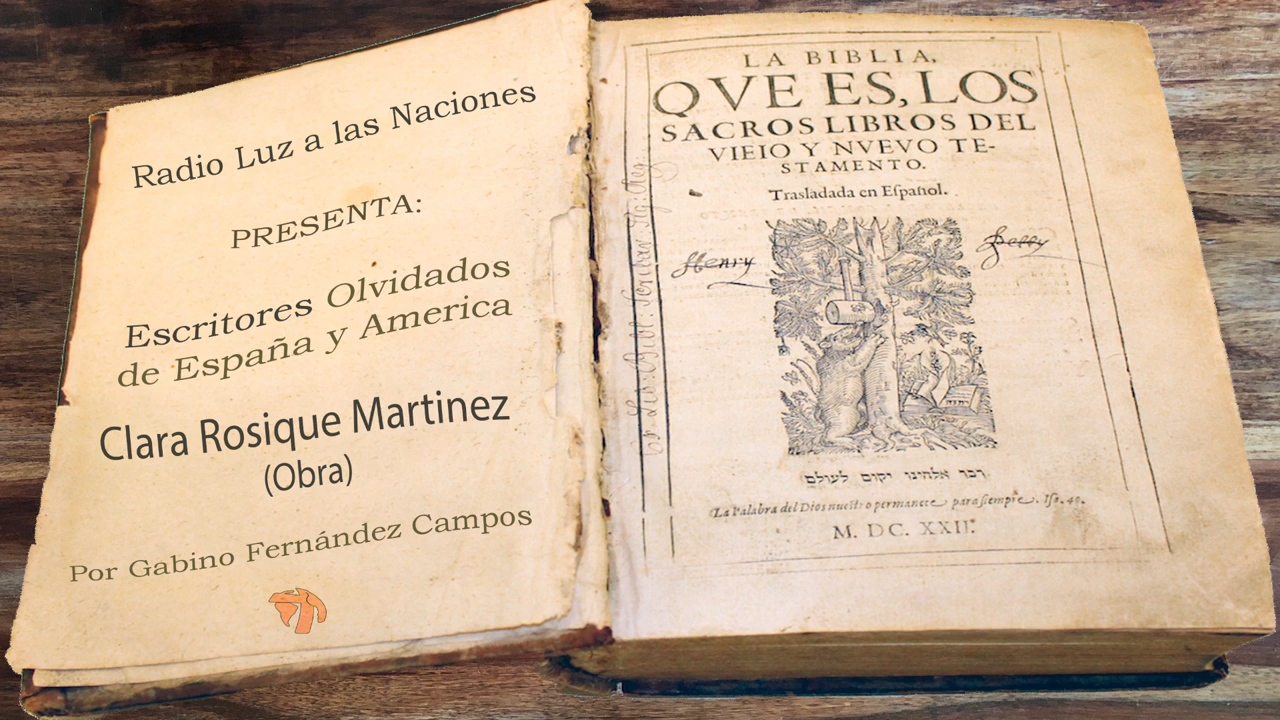 Radio Luz a las Naciones
PRESENTA:
Escritores Olvidados
de España y America
Clara Rosique Martinez
(Obra)
Por Gabino Fernández Campos
LA BIBLIA,
QVE ES, LOS
SACROS LIBROS DEL
VIEIO Y NVEVO TE-
STAMENTO.
Trasladada en Eſpañol.
Henry
דבר אלהינו יקום לעולם
La Palabra del Dios nueſtro permanece para ſiempre. Iſa. 40.
M. DC. XXII.